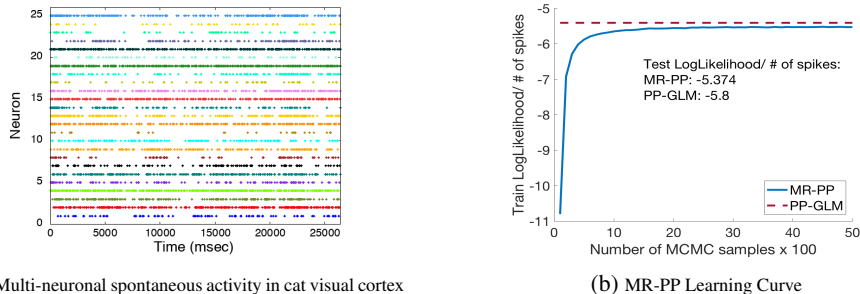 25
20
15
10
5
0
Neuron
0
5000
10000
15000
20000
25000
Time (msec)
Multi-neuronal spontaneous activity in cat visual cortex
-5
-6
-7
-8
-9
-10
-11
Train LogLikelihood/ # of spikes
Test LogLikelihood/ # of spikes:
MR-PP: -5.374
PP-GLM: -5.8
MR-PP
PP-GLM
0
10
20
30
40
50
Number of MCMC samples x 100
(b) MR-PP Learning Curve